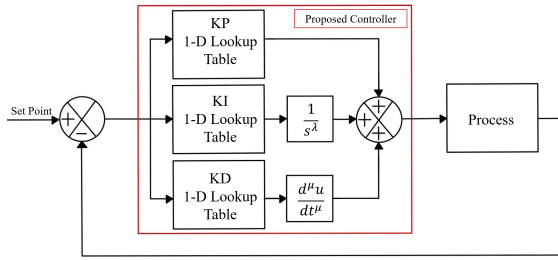 Proposed Controller
KP
1-D Lookup
Table
Set Point
+
−
KI
1-D Lookup
Table
1
s^λ
+
+
+
Process
KD
1-D Lookup
Table
d^μ u
dt^μ